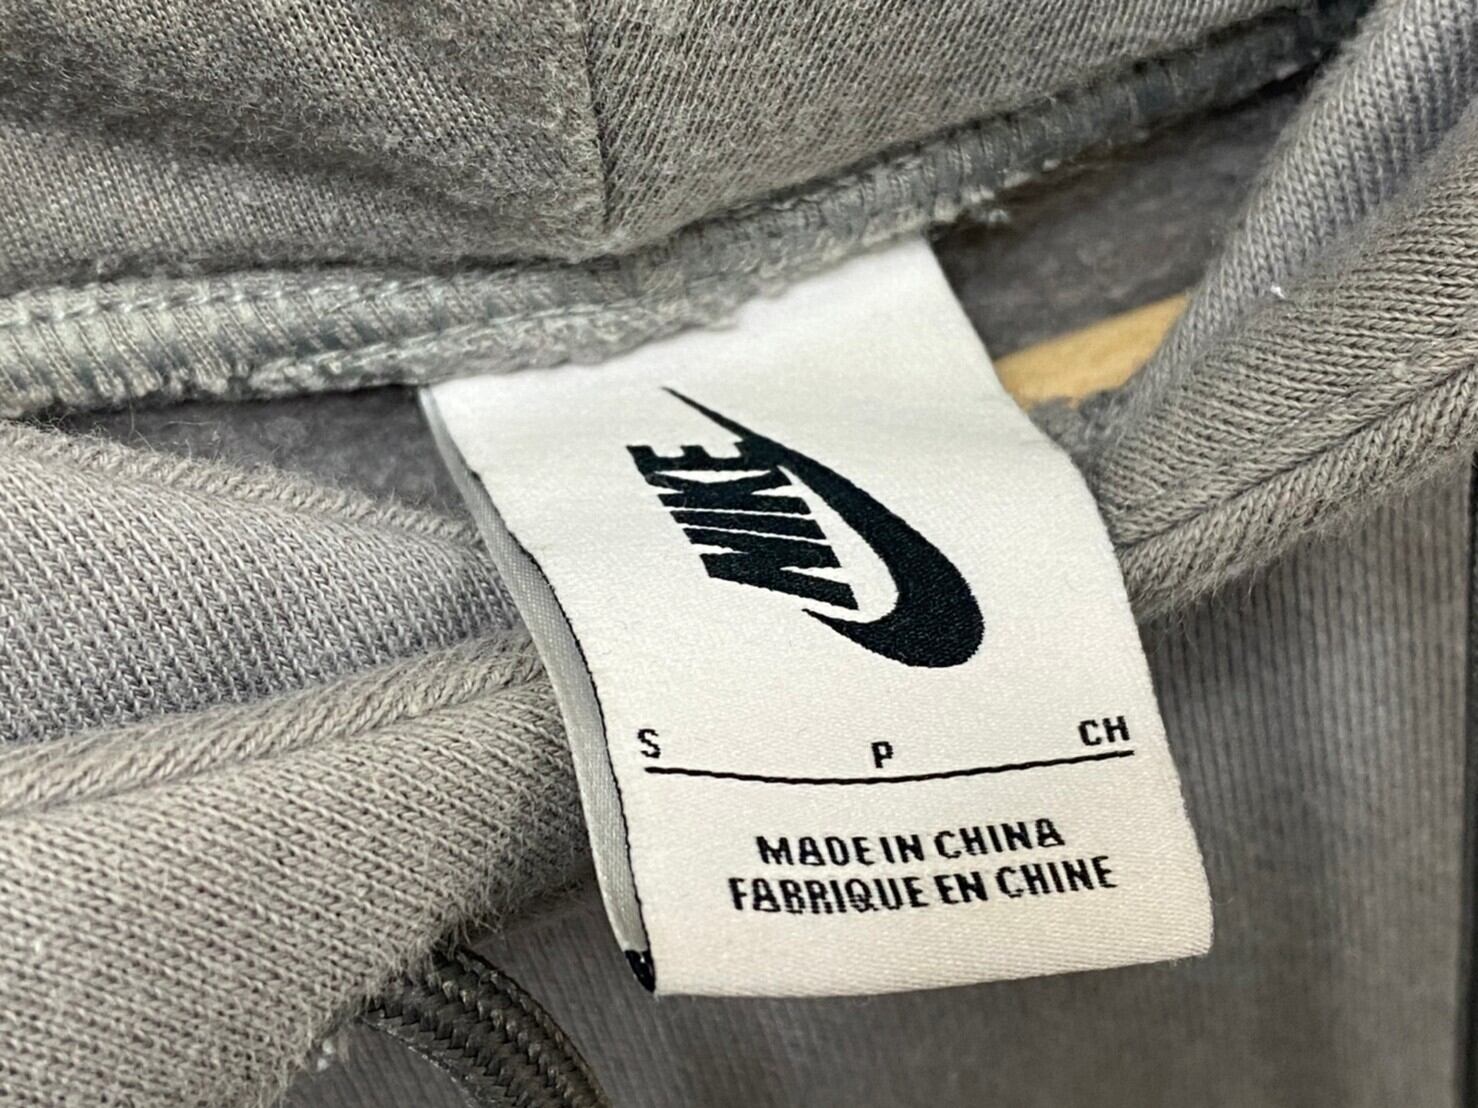 NIKE
S P CH
MADE IN CHINA
FABRIQUE EN CHINE